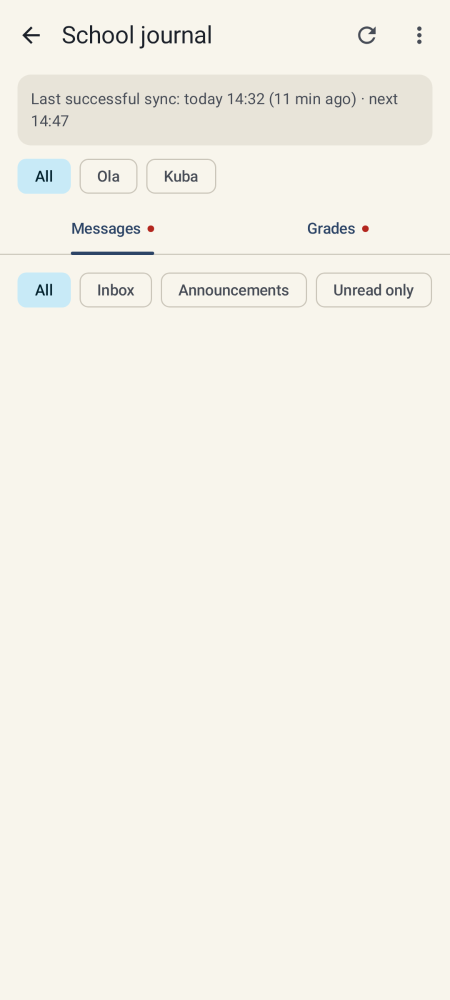 School journal
Last successful sync: today 14:32 (11 min ago) · next
14:47
All
Ola
Kuba
Messages
Grades
All
Inbox
Announcements
Unread only